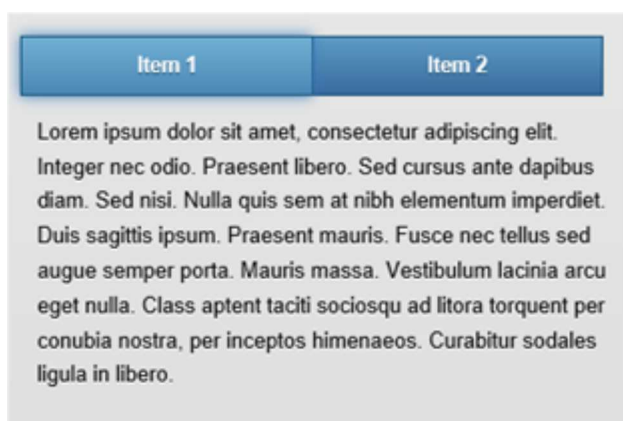 Item 1
Item 2
Lorem ipsum dolor sit amet, consectetur adipiscing elit.
Integer nec odio. Praesent libero. Sed cursus ante dapibus
diam. Sed nisi. Nulla quis sem at nibh elementum imperdiet.
Duis sagittis ipsum. Praesent mauris. Fusce nec tellus sed
augue semper porta. Mauris massa. Vestibulum lacinia arcu
eget nulla. Class aptent taciti sociosqu ad litora torquent per
conubia nostra, per inceptos himenaeos. Curabitur sodales
ligula in libero.